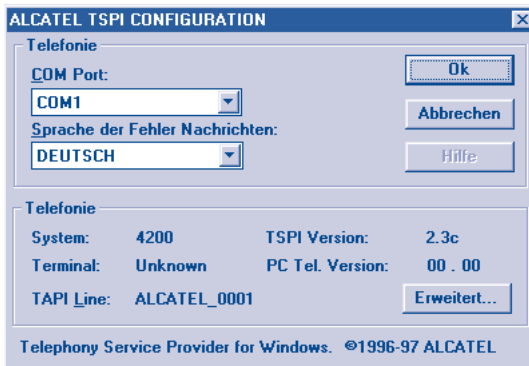 ALCATEL TSPI CONFIGURATION
Telefonie
COM Port:
COM1
Sprache der Fehler Nachrichten:
DEUTSCH
Ok
Abbrechen
Hilfe
Telefonie
System: 4200 TSPI Version: 2.3c
Terminal: Unknown PC Tel. Version: 00 . 00
TAPI Line: ALCATEL_0001 Erweitert...
Telephony Service Provider for Windows. ©1996-97 ALCATEL